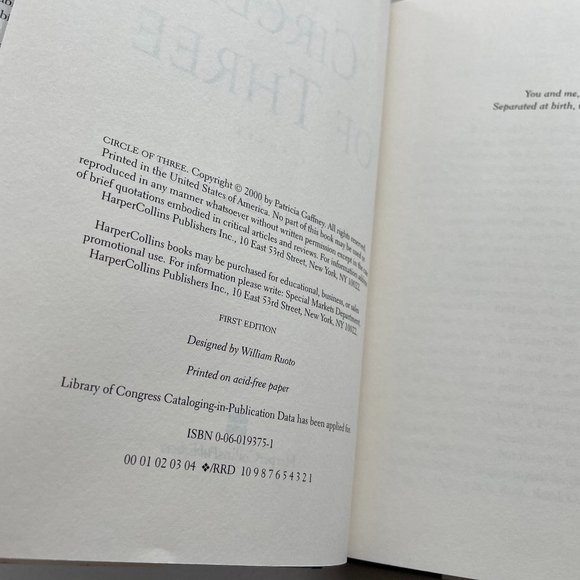 CIRCLE OF THREE. Copyright © 2000 by Patricia Gaffney. All rights reserved.
Printed in the United States of America. No part of this book may be used or
reproduced in any manner whatsoever without written permission except in the case
of brief quotations embodied in critical articles and reviews. For information address
HarperCollins Publishers Inc., 10 East 53rd Street, New York, NY 10022.
HarperCollins books may be purchased for educational, business, or sales
promotional use. For information please write: Special Markets Department,
HarperCollins Publishers Inc., 10 East 53rd Street, New York, NY 10022.
FIRST EDITION
Designed by William Ruoto
Printed on acid-free paper
Library of Congress Cataloging-in-Publication Data has been applied for.
ISBN 0-06-019375-1
00 01 02 03 04 ❖/RRD 10 9 8 7 6 5 4 3 2 1
You and me,
Separated at birth,